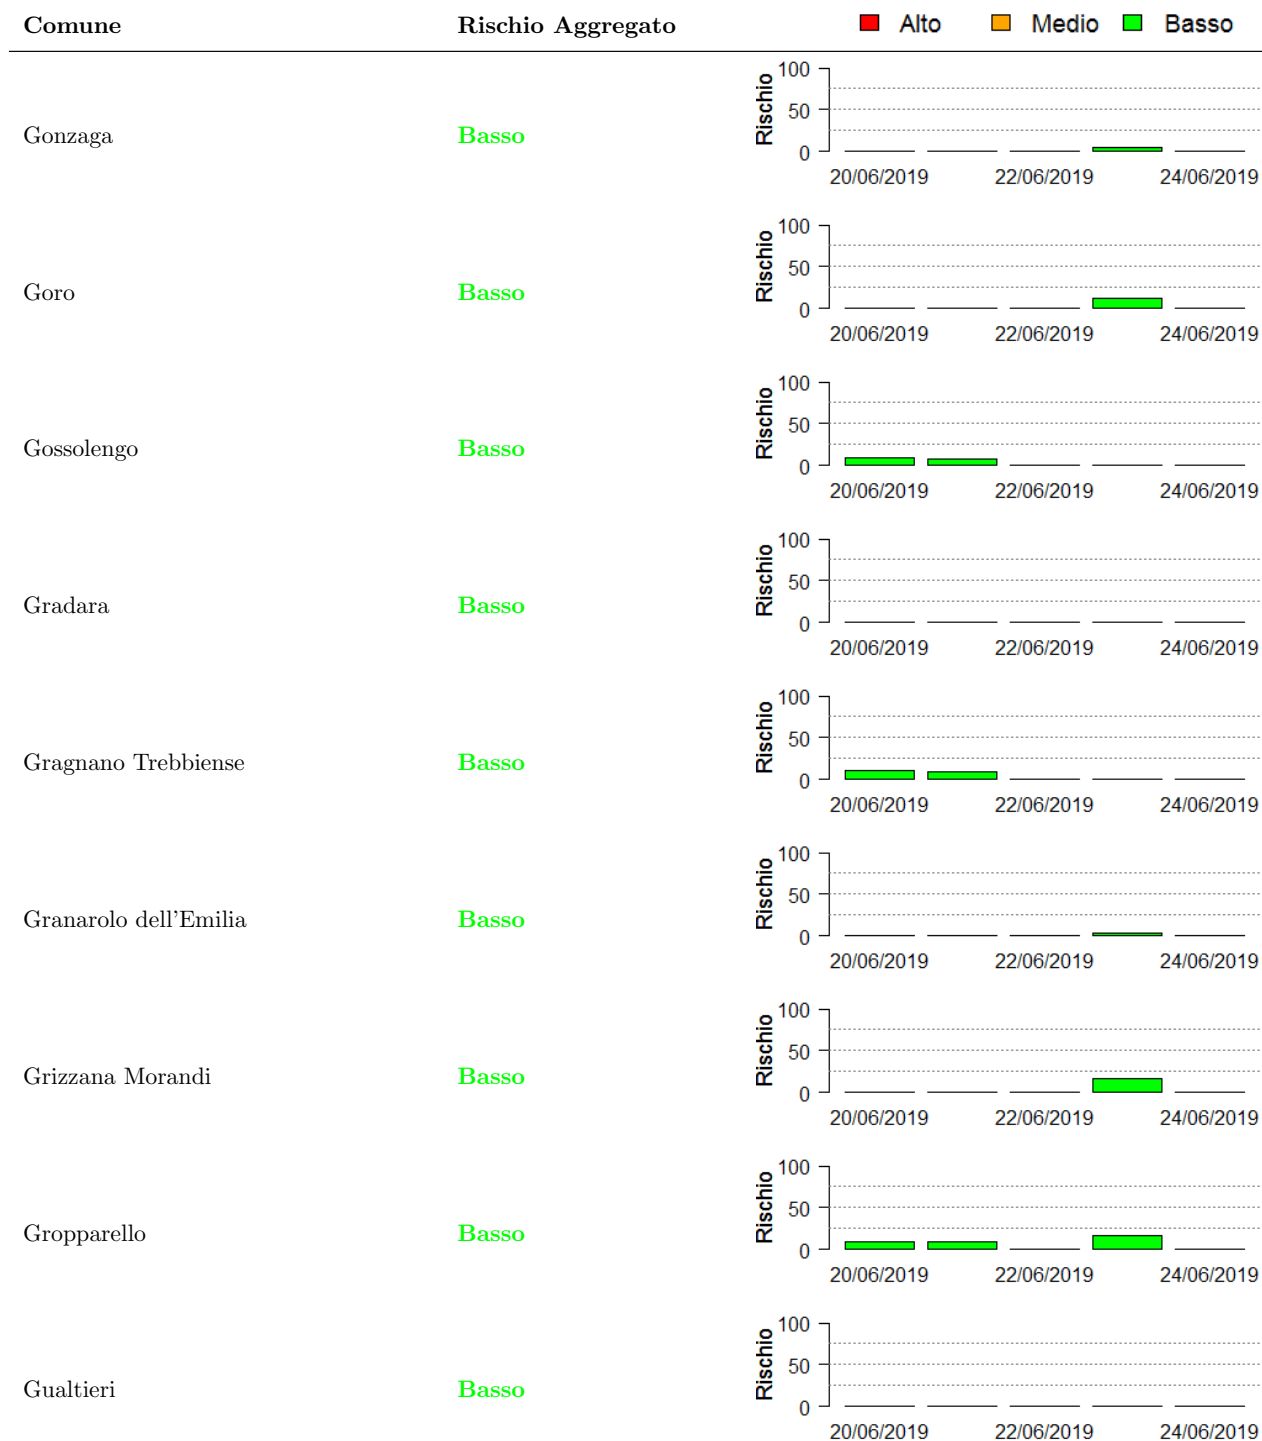 Comune Rischio Aggregato Alto Medio Basso
Gonzaga Basso
Rischio
100
50
0
20/06/2019 22/06/2019 24/06/2019
Goro Basso
Rischio
100
50
0
20/06/2019 22/06/2019 24/06/2019
Gossolengo Basso
Rischio
100
50
0
20/06/2019 22/06/2019 24/06/2019
Gradara Basso
Rischio
100
50
0
20/06/2019 22/06/2019 24/06/2019
Gragnano Trebbiense Basso
Rischio
100
50
0
20/06/2019 22/06/2019 24/06/2019
Granarolo dell'Emilia Basso
Rischio
100
50
0
20/06/2019 22/06/2019 24/06/2019
Grizzana Morandi Basso
Rischio
100
50
0
20/06/2019 22/06/2019 24/06/2019
Gropparello Basso
Rischio
100
50
0
20/06/2019 22/06/2019 24/06/2019
Gualtieri Basso
Rischio
100
50
0
20/06/2019 22/06/2019 24/06/2019